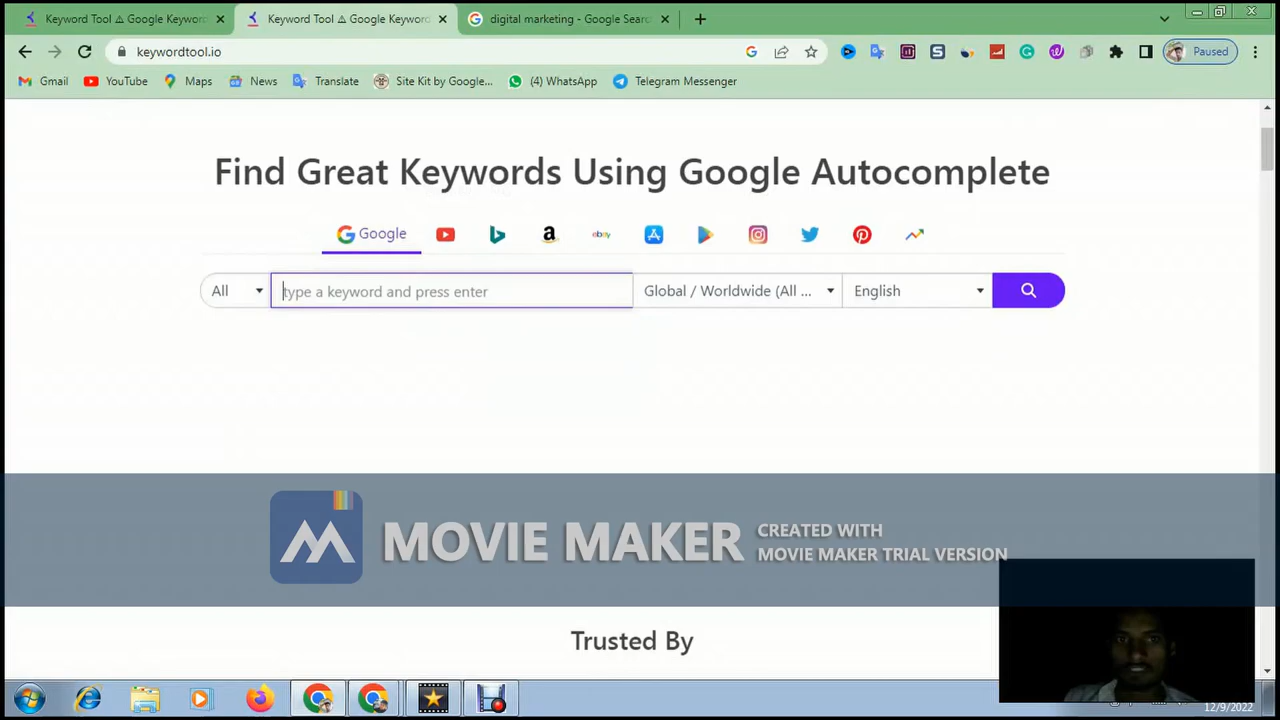 Keyword Tool ⚠ Google Keyword
Keyword Tool ⚠ Google Keyword
digital marketing - Google Searc
keywordtool.io
Paused
Gmail
YouTube
Maps
News
Translate
Site Kit by Google...
(4) WhatsApp
Telegram Messenger
Find Great Keywords Using Google Autocomplete
Google
ebay
All
type a keyword and press enter
Global / Worldwide (All ...
English
MOVIE MAKER
CREATED WITH
MOVIE MAKER TRIAL VERSION
Trusted By
12/9/2022